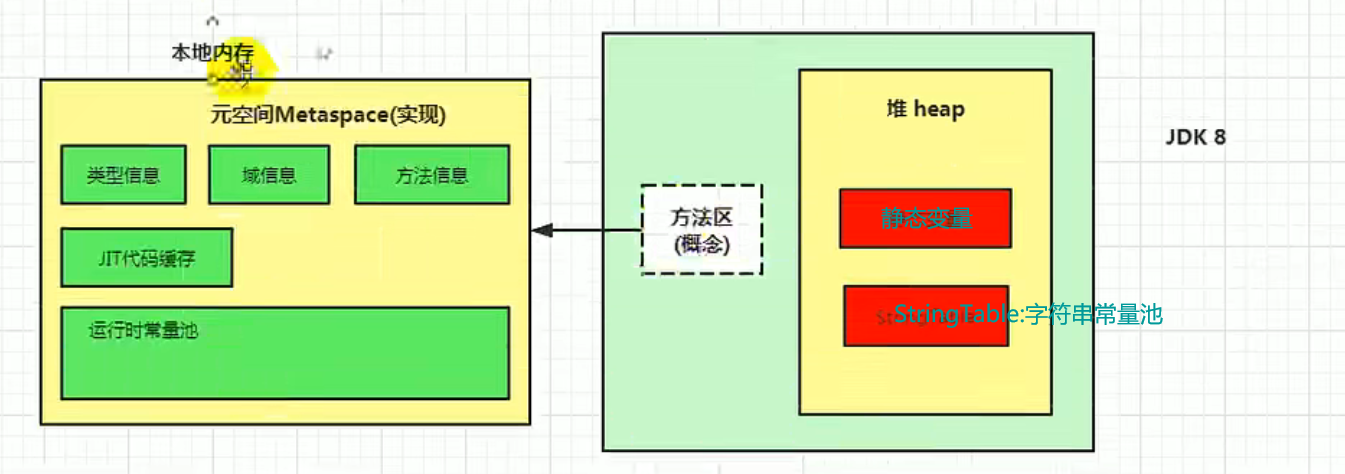 本地内存
元空间Metaspace(实现)
类型信息
域信息
方法信息
JIT代码缓存
运行时常量池
方法区
(概念)
堆 heap
静态变量
StringTable:字符串常量池
JDK 8